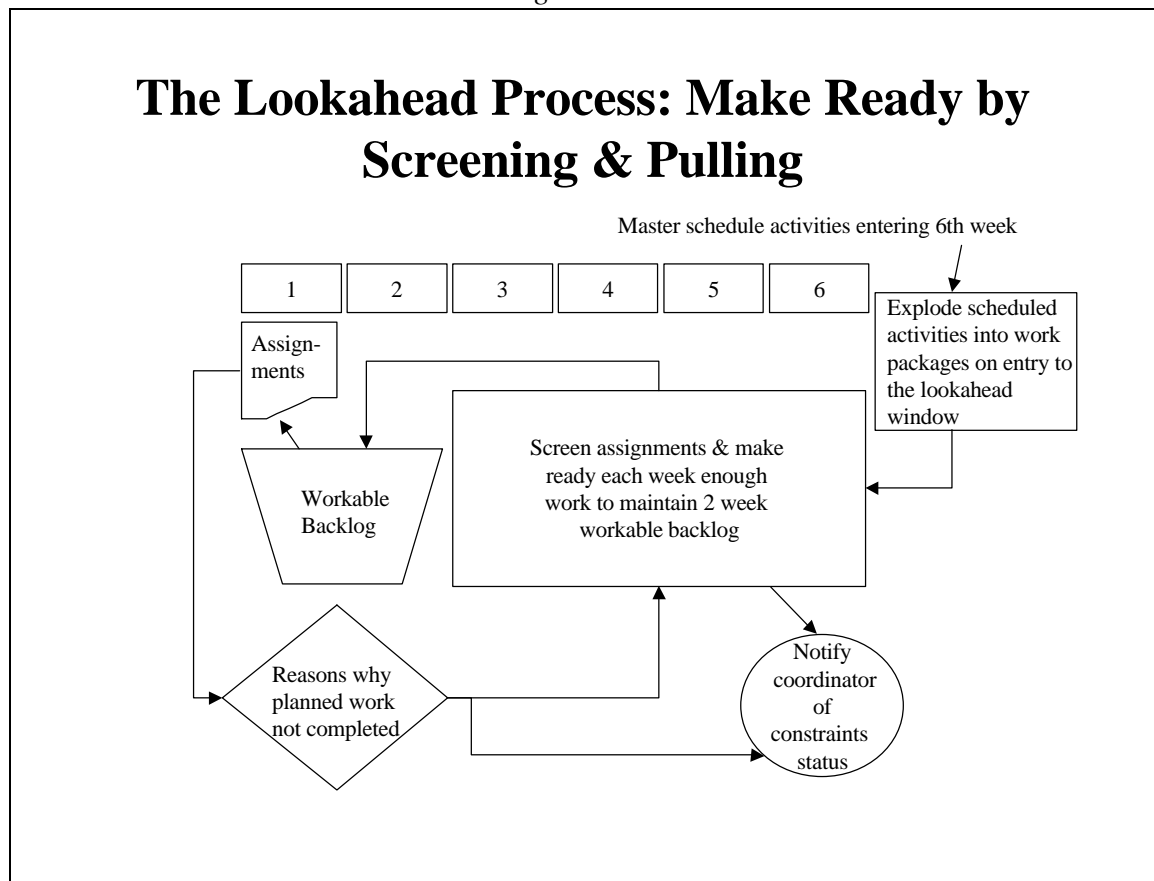 The Lookahead Process: Make Ready by
Screening & Pulling
Master schedule activities entering 6th week
1 2 3 4 5 6
Explode scheduled
activities into work
packages on entry to
the lookahead
window
Assign-
ments
Screen assignments & make
ready each week enough
work to maintain 2 week
workable backlog
Workable
Backlog
Reasons why
planned work
not completed
Notify
coordinator
of
constraints
status